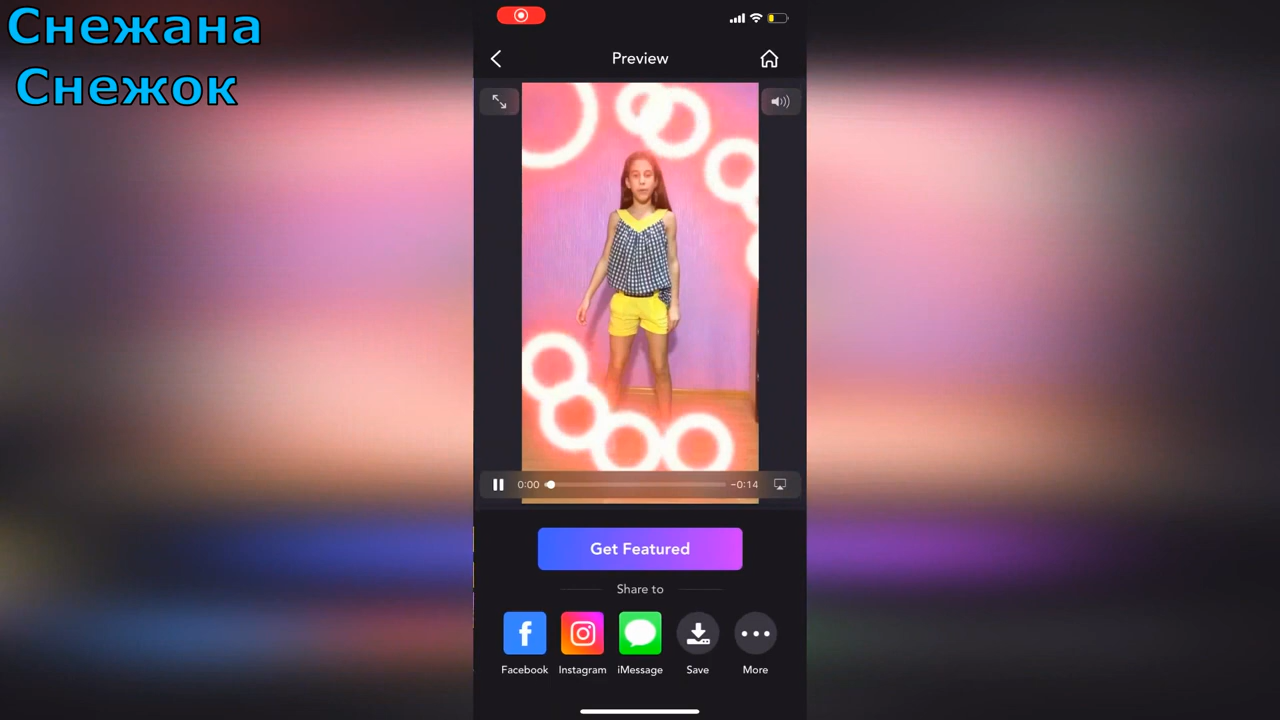 Снежана
Снежок
Preview
0:00
-0:14
Get Featured
Share to
Facebook
Instagram
iMessage
Save
More